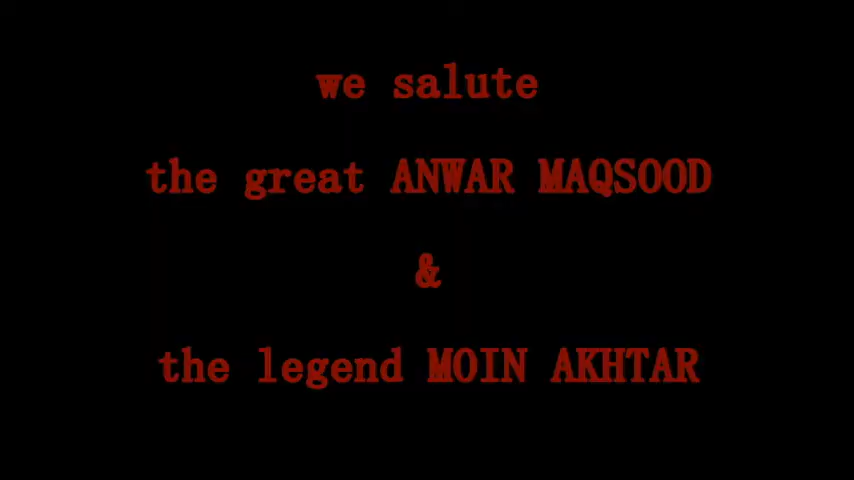 we salute
the great ANWAR MAQSOOD
&
the legend MOIN AKHTAR